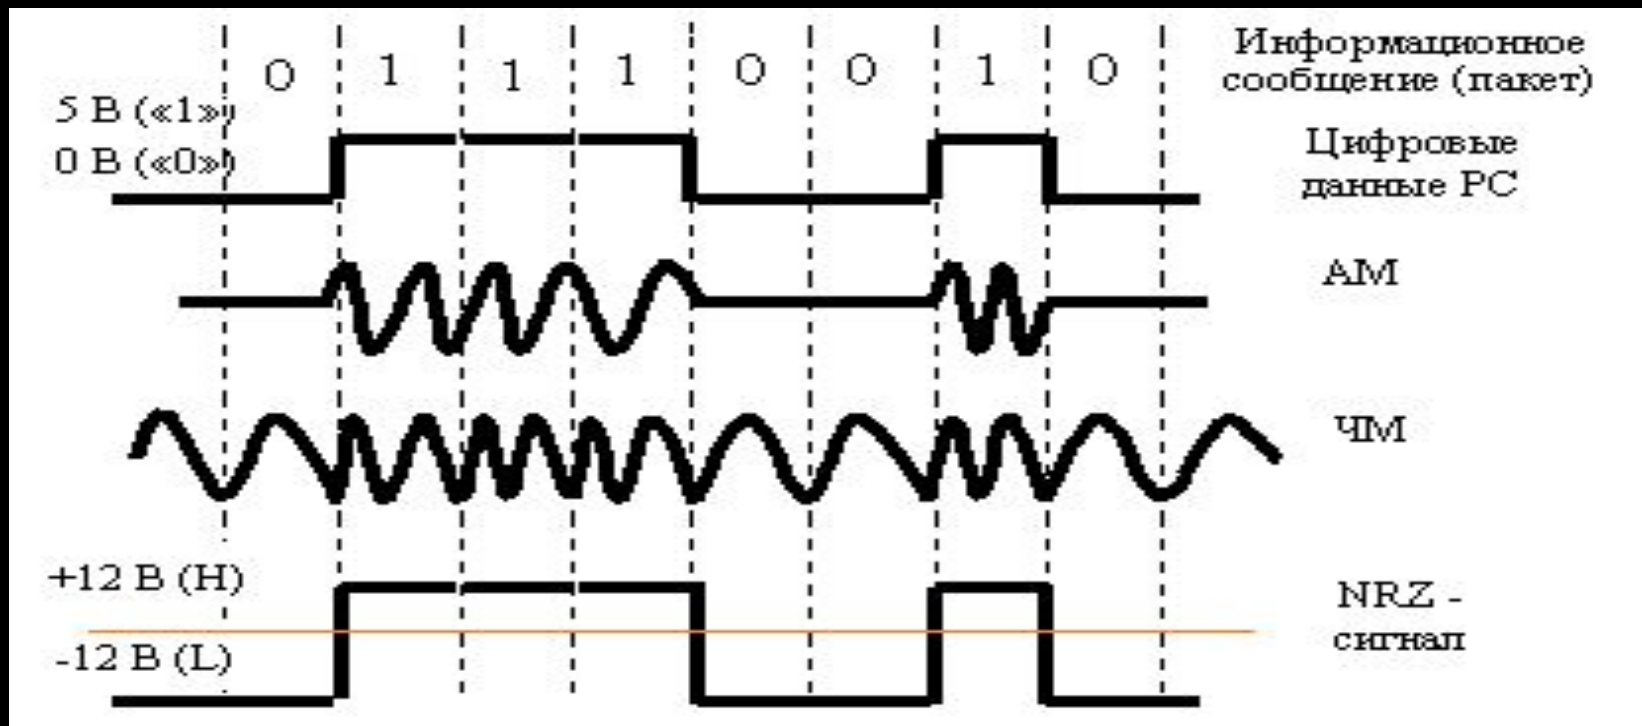 0 1 1 1 0 0 1 0
Информационное
сообщение (пакет)
5 В («1»)
0 В («0»)
Цифровые
данные PC
АМ
ЧМ
+12 В (H)
-12 В (L)
NRZ -
сигнал